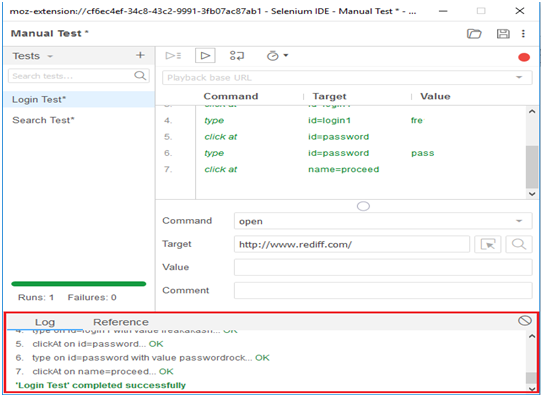 moz-extension://cf6ec4ef-34c8-43c2-9991-3fb07ac87ab1 - Selenium IDE - Manual Test * - ...
Manual Test *
Tests
Search tests...
Login Test*
Search Test*
Runs: 1 Failures: 0
Playback base URL
Command Target Value
3. click at id=login1
4. type id=login1 fre
5. click at id=password
6. type id=password pass
7. click at name=proceed
Command open
Target http://www.rediff.com/
Value
Comment
Log Reference
4. type on id=login1 with value freakakash... OK
5. clickAt on id=password... OK
6. type on id=password with value passwordrock... OK
7. clickAt on name=proceed... OK
'Login Test' completed successfully